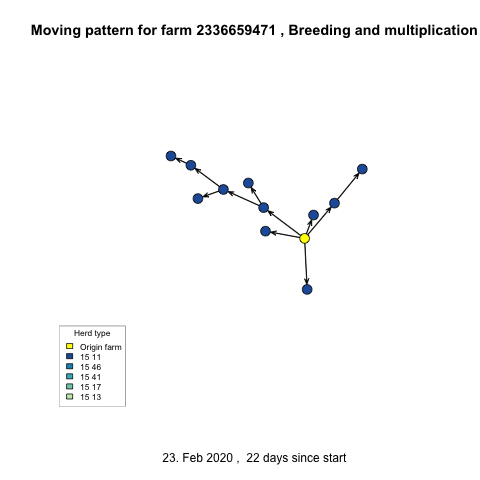 Moving pattern for farm 2336659471 , Breeding and multiplication
Herd type
Origin farm
15 11
15 46
15 41
15 17
15 13
23. Feb 2020 , 22 days since start